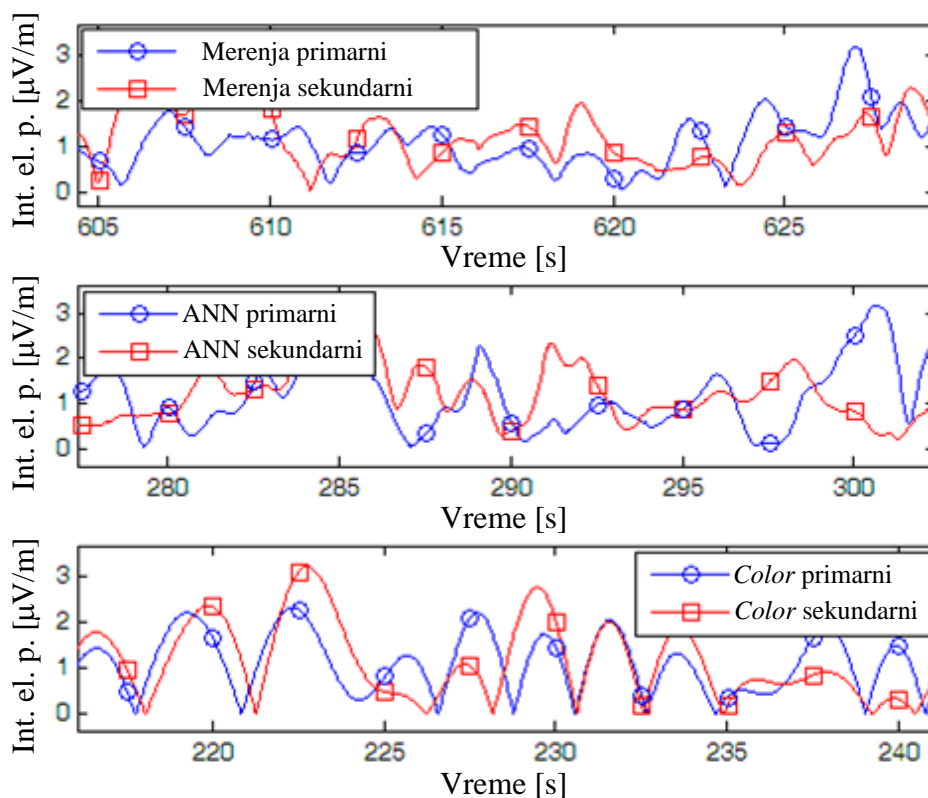 Int. el. p. [µV/m]
3
2
1
0
Merenja primarni
Merenja sekundarni
605 610 615 620 625
Vreme [s]
Int. el. p. [µV/m]
3
2
1
0
ANN primarni
ANN sekundarni
280 285 290 295 300
Vreme [s]
Int. el. p. [µV/m]
3
2
1
0
Color primarni
Color sekundarni
220 225 230 235 240
Vreme [s]